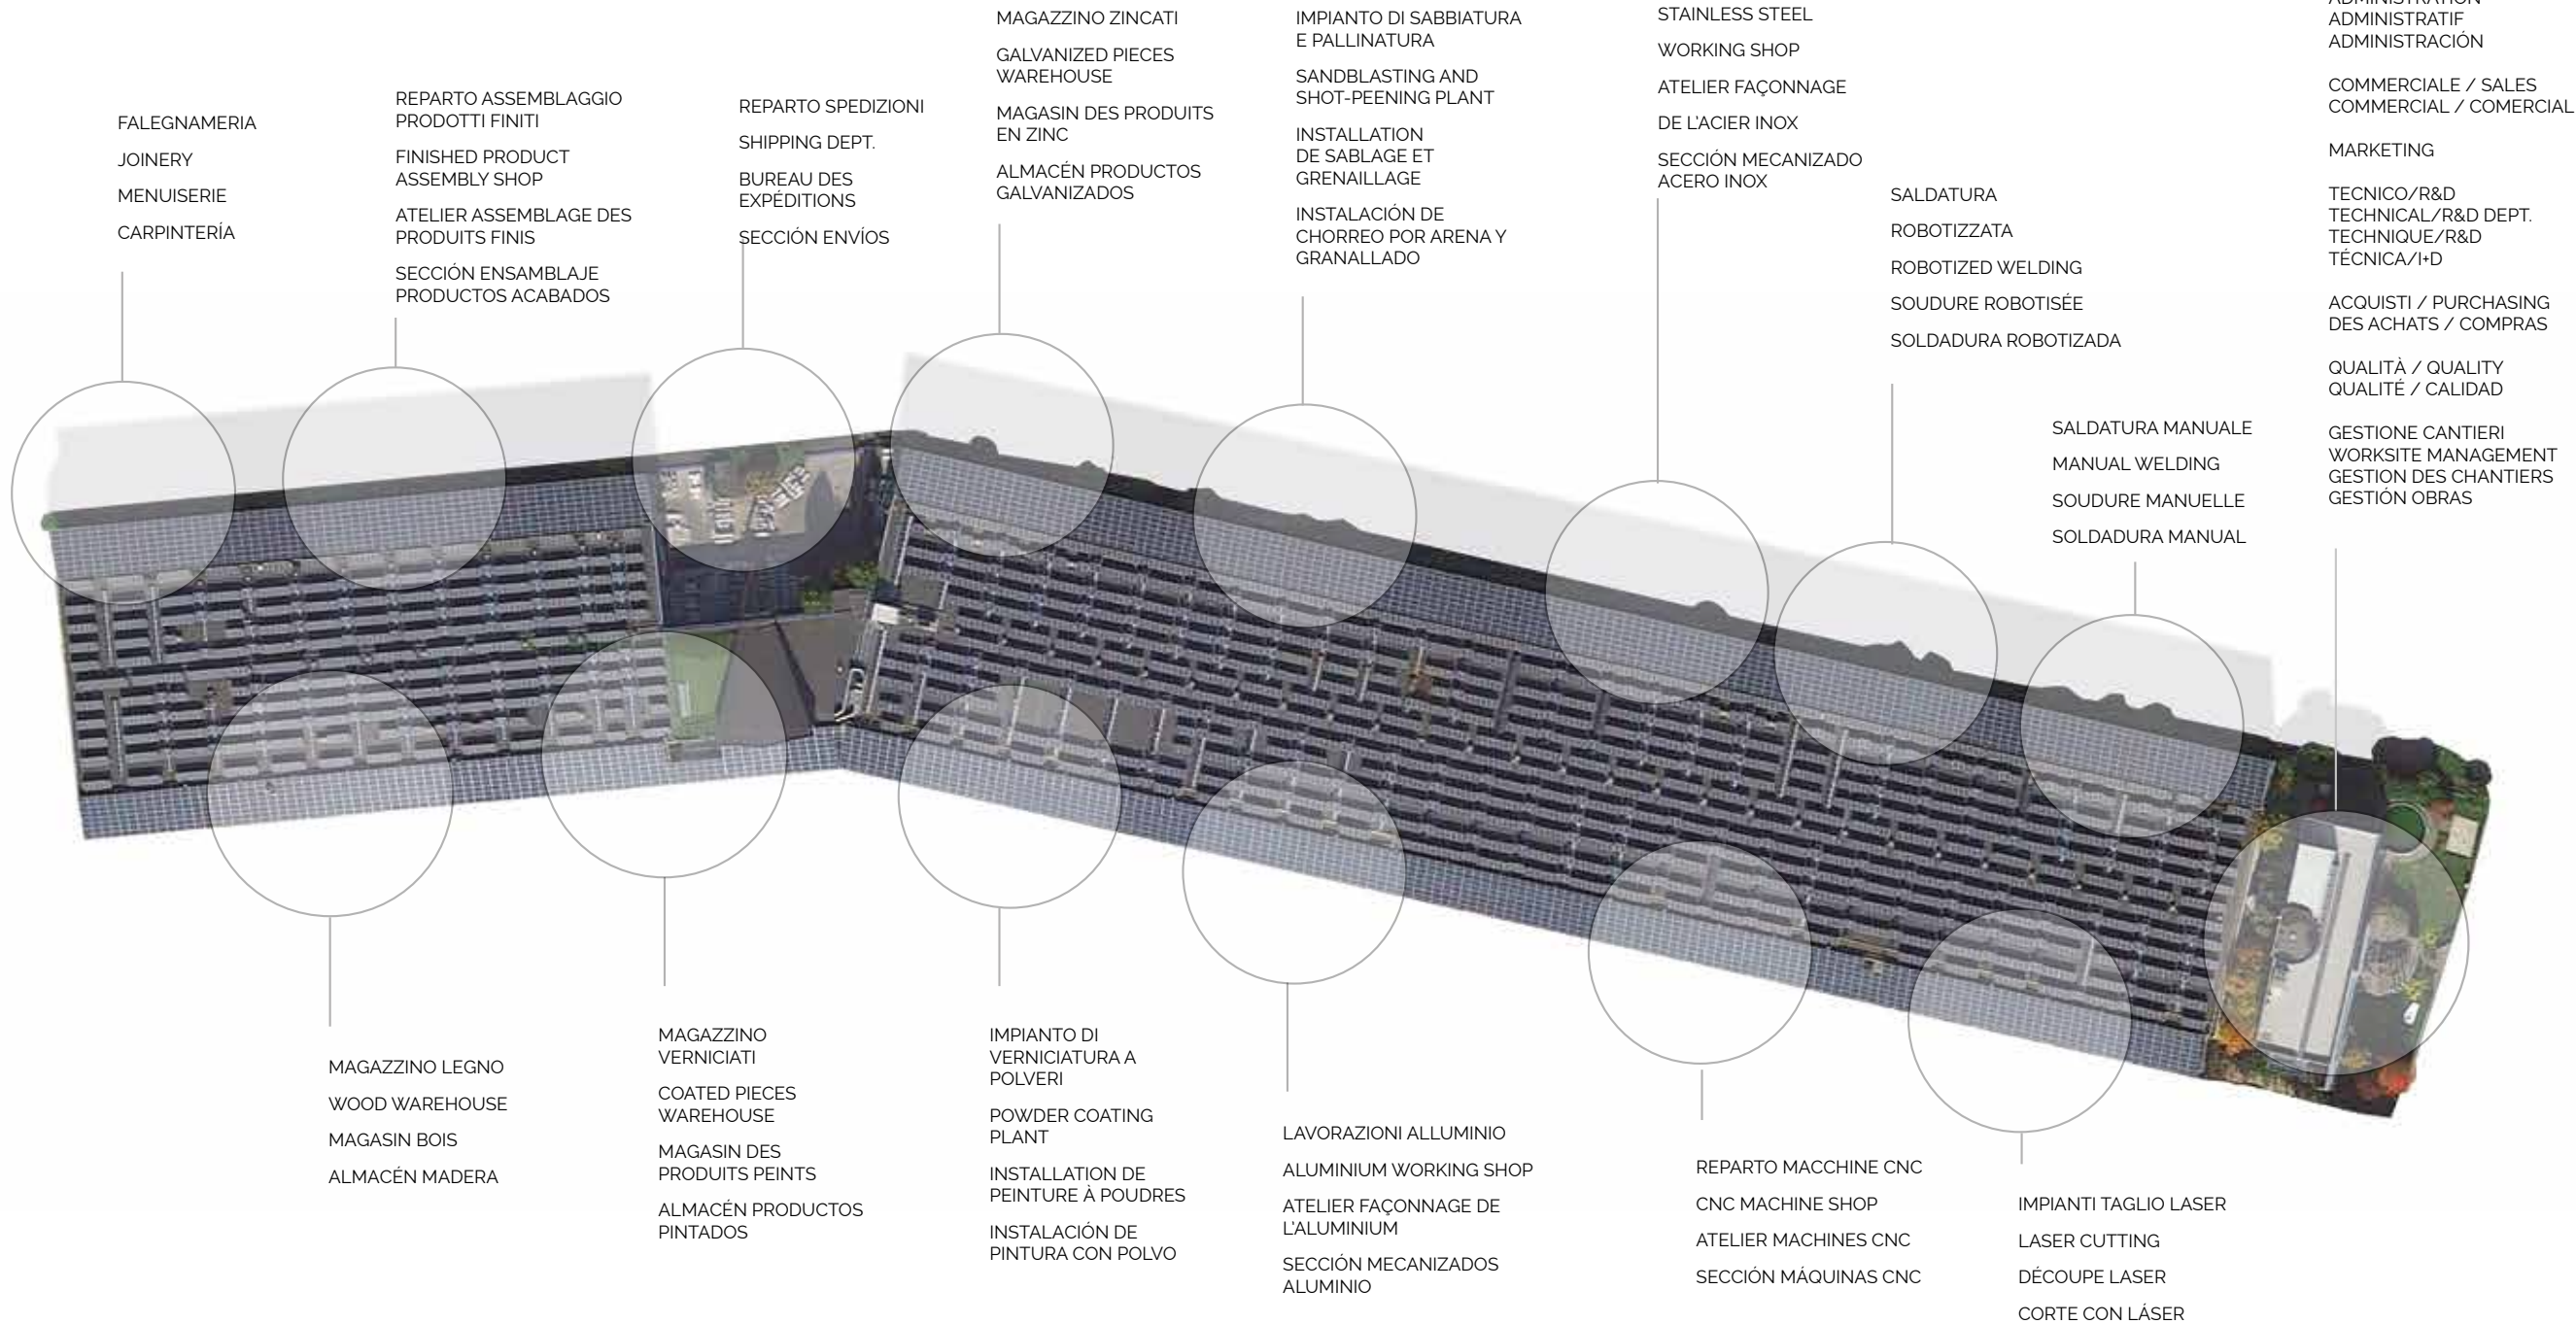 FALEGNAMERIA
JOINERY
MENUISERIE
CARPINTERÍA
REPARTO ASSEMBLAGGIO
PRODOTTI FINITI
FINISHED PRODUCT
ASSEMBLY SHOP
ATELIER ASSEMBLAGE DES
PRODUITS FINIS
SECCIÓN ENSAMBLAJE
PRODUCTOS ACABADOS
REPARTO SPEDIZIONI
SHIPPING DEPT.
BUREAU DES
EXPÉDITIONS
SECCIÓN ENVÍOS
MAGAZZINO ZINCATI
GALVANIZED PIECES
WAREHOUSE
MAGASIN DES PRODUITS
EN ZINC
ALMACÉN PRODUCTOS
GALVANIZADOS
IMPIANTO DI SABBIATURA
E PALLINATURA
SANDBLASTING AND
SHOT-PEENING PLANT
INSTALLATION
DE SABLAGE ET
GRENAILLAGE
INSTALACIÓN DE
CHORREO POR ARENA Y
GRANALLADO
STAINLESS STEEL
WORKING SHOP
ATELIER FAÇONNAGE
DE L'ACIER INOX
SECCIÓN MECANIZADO
ACERO INOX
SALDATURA
ROBOTIZZATA
ROBOTIZED WELDING
SOUDURE ROBOTISÉE
SOLDADURA ROBOTIZADA
SALDATURA MANUALE
MANUAL WELDING
SOUDURE MANUELLE
SOLDADURA MANUAL
ADMINISTRATION
ADMINISTRATIF
ADMINISTRACIÓN
COMMERCIALE / SALES
COMMERCIAL / COMERCIAL
MARKETING
TECNICO/R&D
TECHNICAL/R&D DEPT.
TECHNIQUE/R&D
TÉCNICA/I+D
ACQUISTI / PURCHASING
DES ACHATS / COMPRAS
QUALITÀ / QUALITY
QUALITÉ / CALIDAD
GESTIONE CANTIERI
WORKSITE MANAGEMENT
GESTION DES CHANTIERS
GESTIÓN OBRAS
MAGAZZINO LEGNO
WOOD WAREHOUSE
MAGASIN BOIS
ALMACÉN MADERA
MAGAZZINO
VERNICIATI
COATED PIECES
WAREHOUSE
MAGASIN DES
PRODUITS PEINTS
ALMACÉN PRODUCTOS
PINTADOS
IMPIANTO DI
VERNICIATURA A
POLVERI
POWDER COATING
PLANT
INSTALLATION DE
PEINTURE À POUDRES
INSTALACIÓN DE
PINTURA CON POLVO
LAVORAZIONI ALLUMINIO
ALUMINIUM WORKING SHOP
ATELIER FAÇONNAGE DE
L'ALUMINIUM
SECCIÓN MECANIZADOS
ALUMINIO
REPARTO MACCHINE CNC
CNC MACHINE SHOP
ATELIER MACHINES CNC
SECCIÓN MÁQUINAS CNC
IMPIANTI TAGLIO LASER
LASER CUTTING
DÉCOUPE LASER
CORTE CON LÁSER